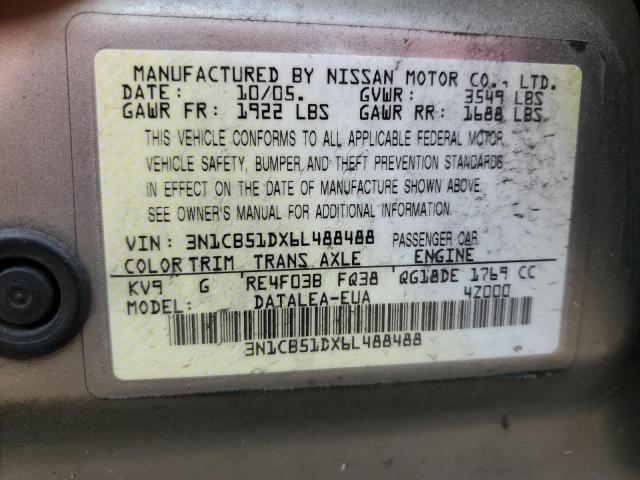 MANUFACTURED BY NISSAN MOTOR CO., LTD.
DATE: 10/05. GVWR: 3549 LBS
GAWR FR: 1922 LBS GAWR RR: 1688 LBS
THIS VEHICLE CONFORMS TO ALL APPLICABLE FEDERAL MOTOR
VEHICLE SAFETY, BUMPER, AND THEFT PREVENTION STANDARDS
IN EFFECT ON THE DATE OF MANUFACTURE SHOWN ABOVE.
SEE OWNER'S MANUAL FOR ADDITIONAL INFORMATION.
VIN: 3N1CB51DX6L488488 PASSENGER CAR
COLOR TRIM TRANS AXLE ENGINE
KV9 G RE4F03B FQ38 QG18DE 1769 CC
MODEL: DATALEA-EUA 42000
3N1CB51DX6L488488